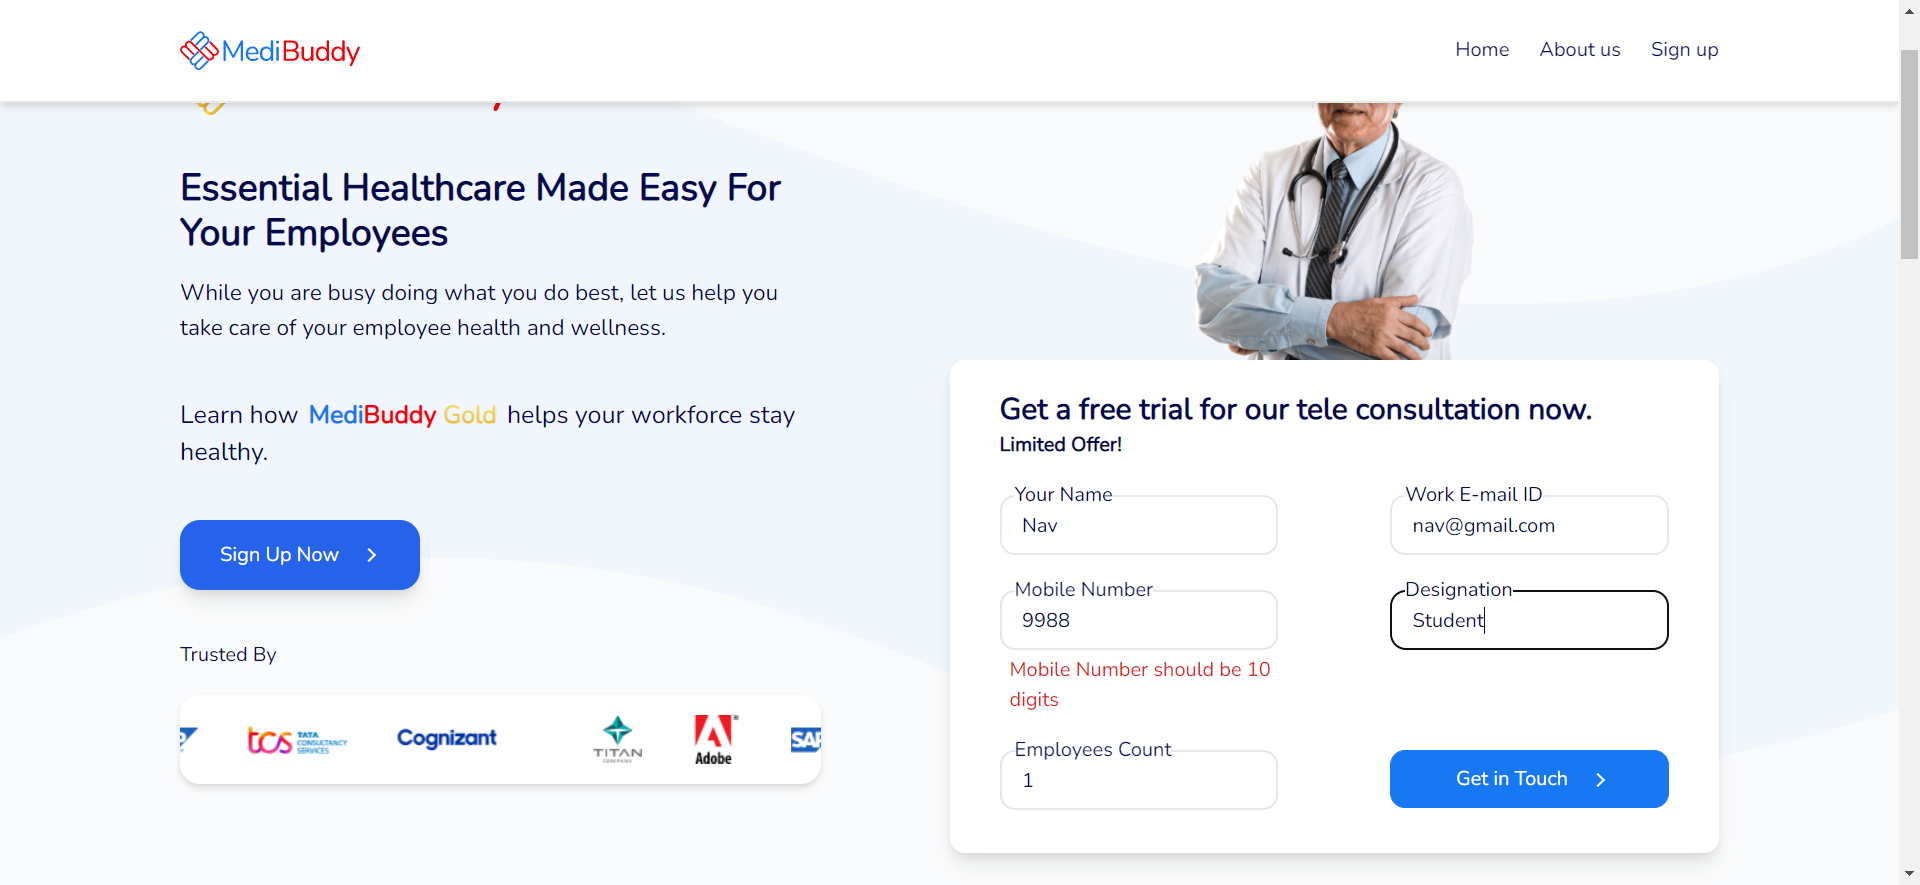 MediBuddy
Home
About us
Sign up
Essential Healthcare Made Easy For
Your Employees
While you are busy doing what you do best, let us help you
take care of your employee health and wellness.
Learn how MediBuddy Gold helps your workforce stay
healthy.
Sign Up Now
Trusted By
tcs TATA
CONSULTANCY
SERVICES
Cognizant
TITAN
COMPANY
Adobe
SAP
Get a free trial for our tele consultation now.
Limited Offer!
Your Name
Nav
Work E-mail ID
nav@gmail.com
Mobile Number
9988
Designation
Student
Mobile Number should be 10
digits
Employees Count
1
Get in Touch